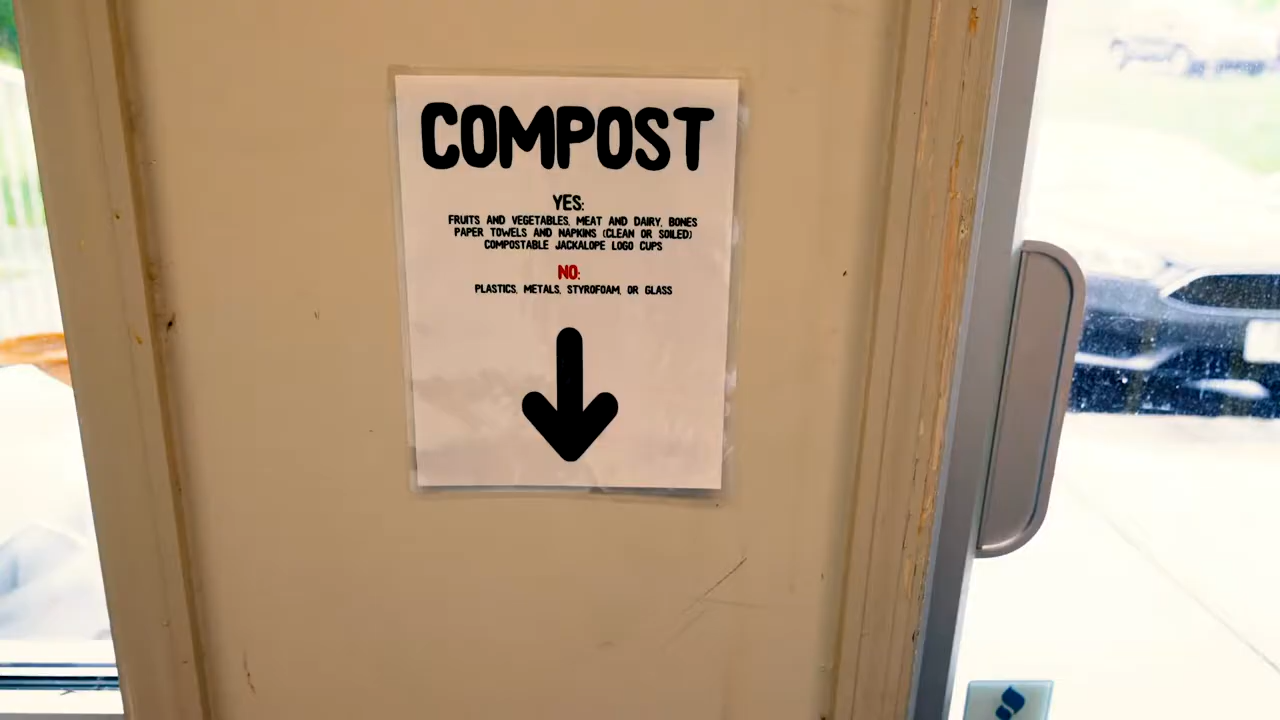 COMPOST
YES:
FRUITS AND VEGETABLES, MEAT AND DAIRY, BONES
PAPER TOWELS AND NAPKINS (CLEAN OR SOILED)
COMPOSTABLE JACKALOPE LOGO CUPS
NO:
PLASTICS, METALS, STYROFOAM, OR GLASS